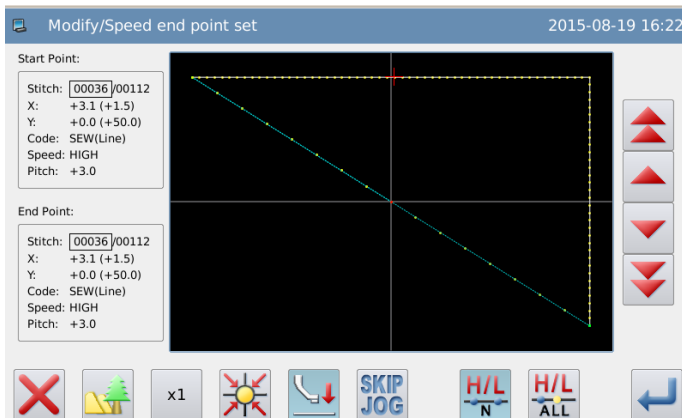 Modify/Speed end point set 2015-08-19 16:22
Start Point:
Stitch: 00036/00112
X: +3.1 (+1.5)
Y: +0.0 (+50.0)
Code: SEW(Line)
Speed: HIGH
Pitch: +3.0
End Point:
Stitch: 00036/00112
X: +3.1 (+1.5)
Y: +0.0 (+50.0)
Code: SEW(Line)
Speed: HIGH
Pitch: +3.0
x1
SKIP
JOG
H/L
N
H/L
ALL